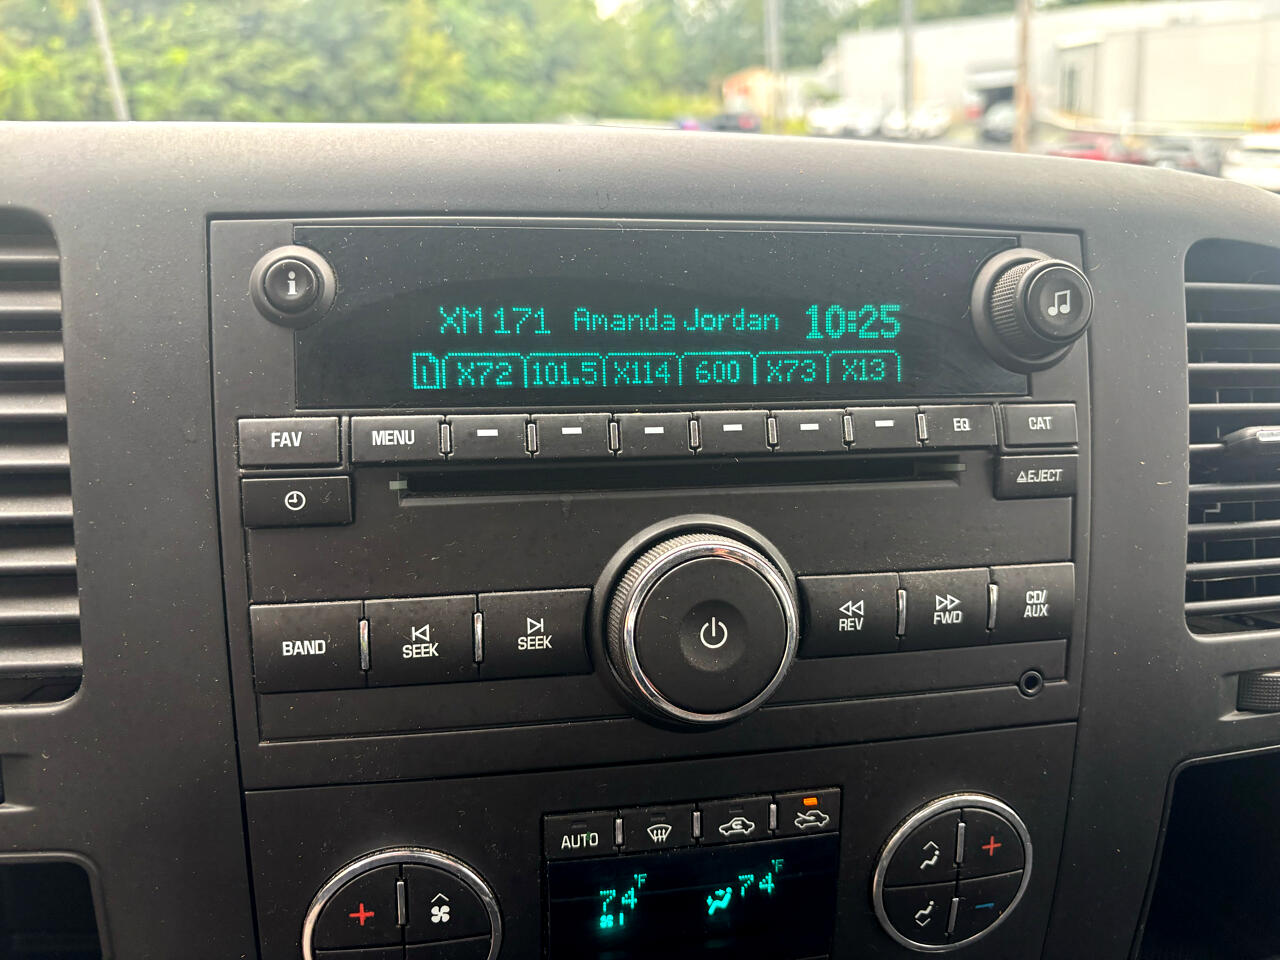 i
XM 171 Amanda Jordan 10:25
1 X72 101.5 X114 600 X73 X13
FAV MENU EQ CAT
EJECT
BAND SEEK SEEK REV FWD CD/
AUX
AUTO
74°F 74°F